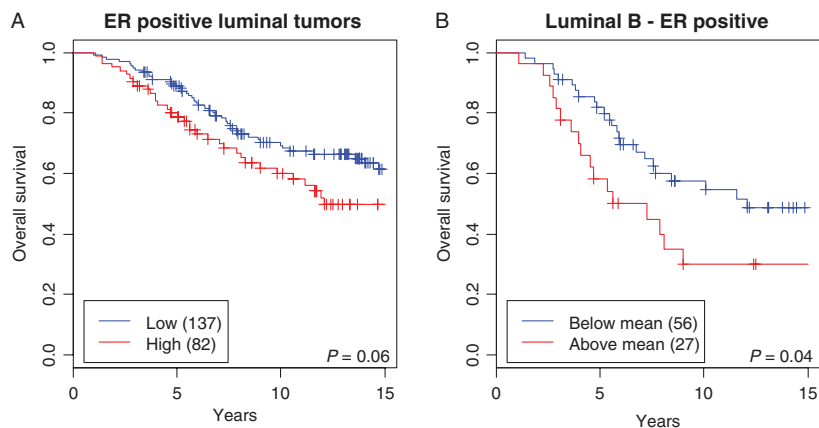 A
ER positive luminal tumors
Overall survival
1.0
0.8
0.6
0.4
0.2
0.0
Low (137)
High (82)
P = 0.06
0
5
10
15
Years
B
Luminal B - ER positive
Overall survival
1.0
0.8
0.6
0.4
0.2
0.0
Below mean (56)
Above mean (27)
P = 0.04
0
5
10
15
Years